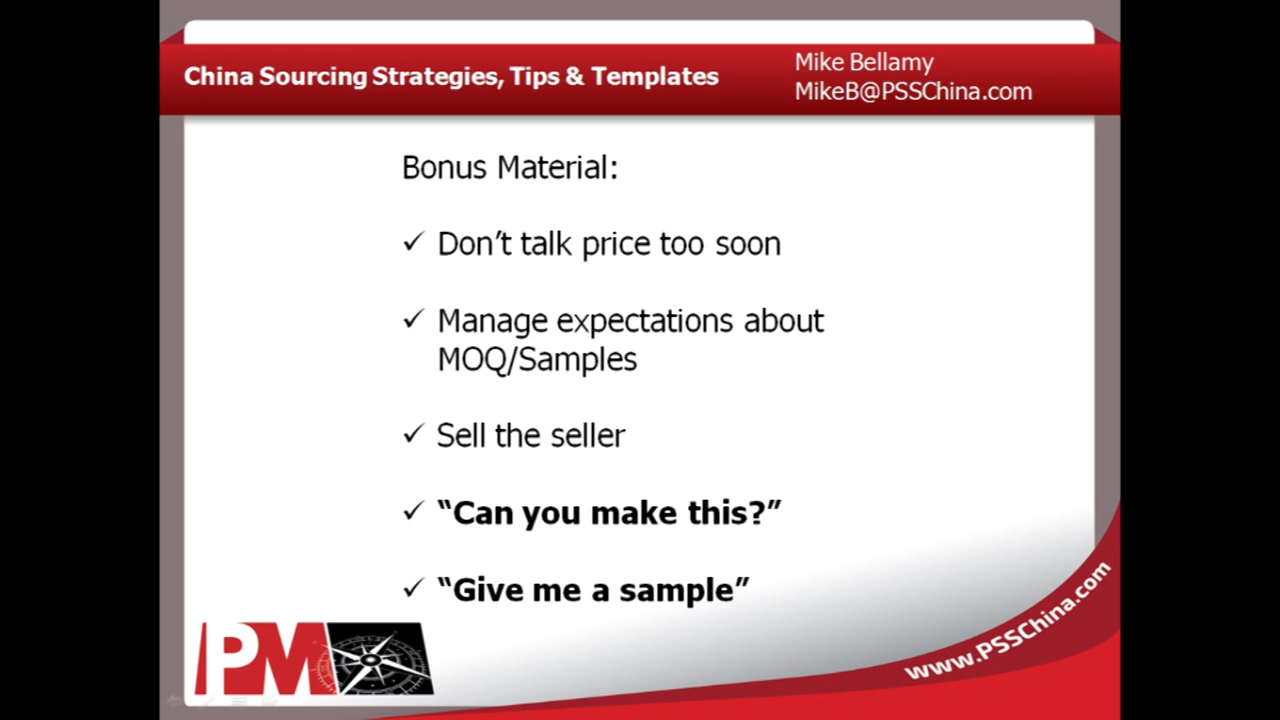 China Sourcing Strategies, Tips & Templates
Mike Bellamy
MikeB@PSSChina.com
Bonus Material:
✓ Don't talk price too soon
✓ Manage expectations about
MOQ/Samples
✓ Sell the seller
✓ “Can you make this?”
✓ “Give me a sample”
PM
www.PSSChina.com